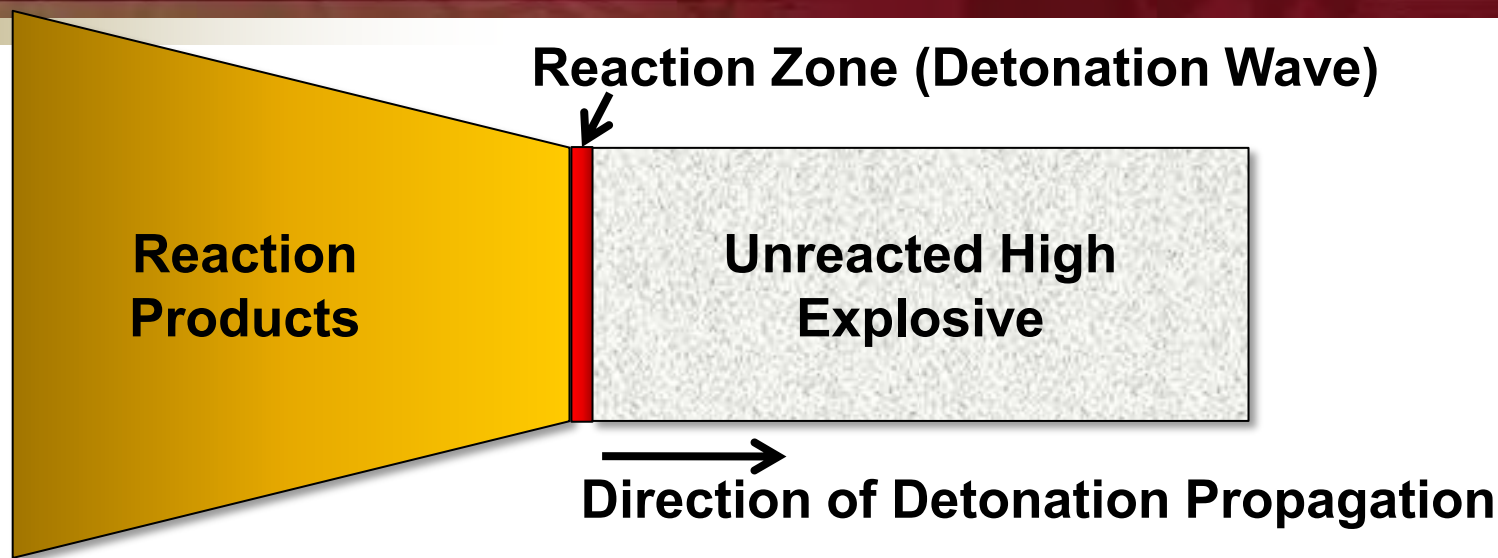 Reaction Zone (Detonation Wave)
Reaction
Products
Unreacted High
Explosive
Direction of Detonation Propagation